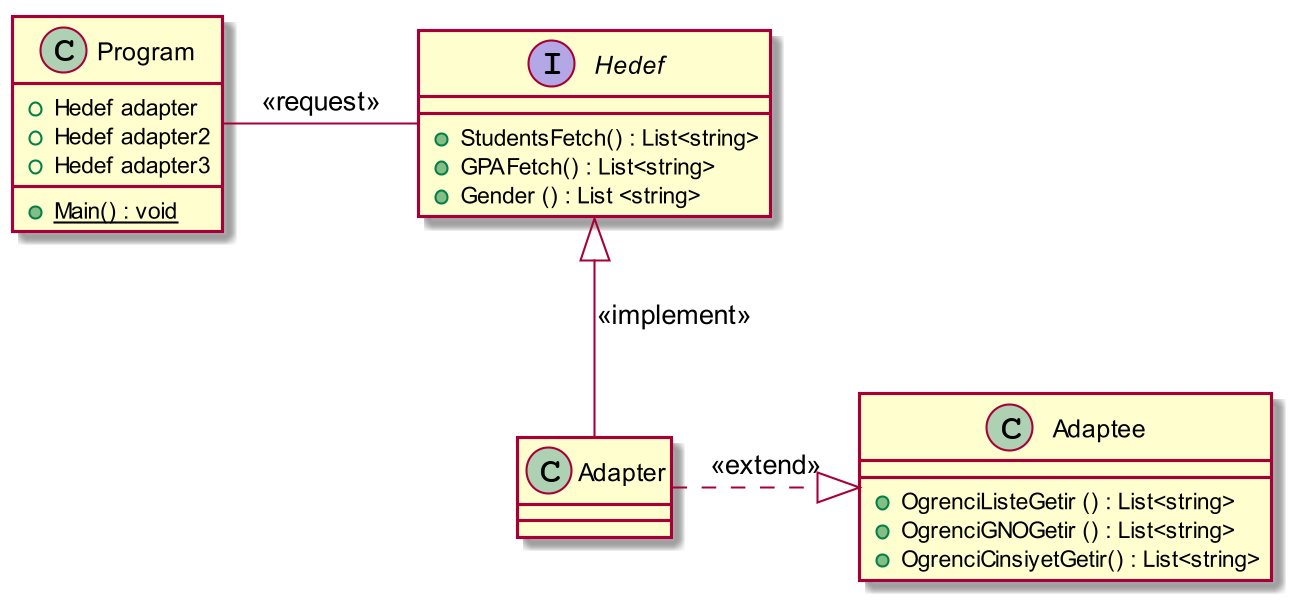 C Program
Hedef adapter
Hedef adapter2
Hedef adapter3
Main() : void
«request»
I Hedef
StudentsFetch() : List<string>
GPAFetch() : List<string>
Gender () : List <string>
«implement»
C Adapter
«extend»
C Adaptee
OgrenciListeGetir () : List<string>
OgrenciGNOGetir () : List<string>
OgrenciCinsiyetGetir() : List<string>